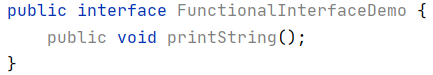 public interface FunctionalInterfaceDemo {
    public void printString();
}